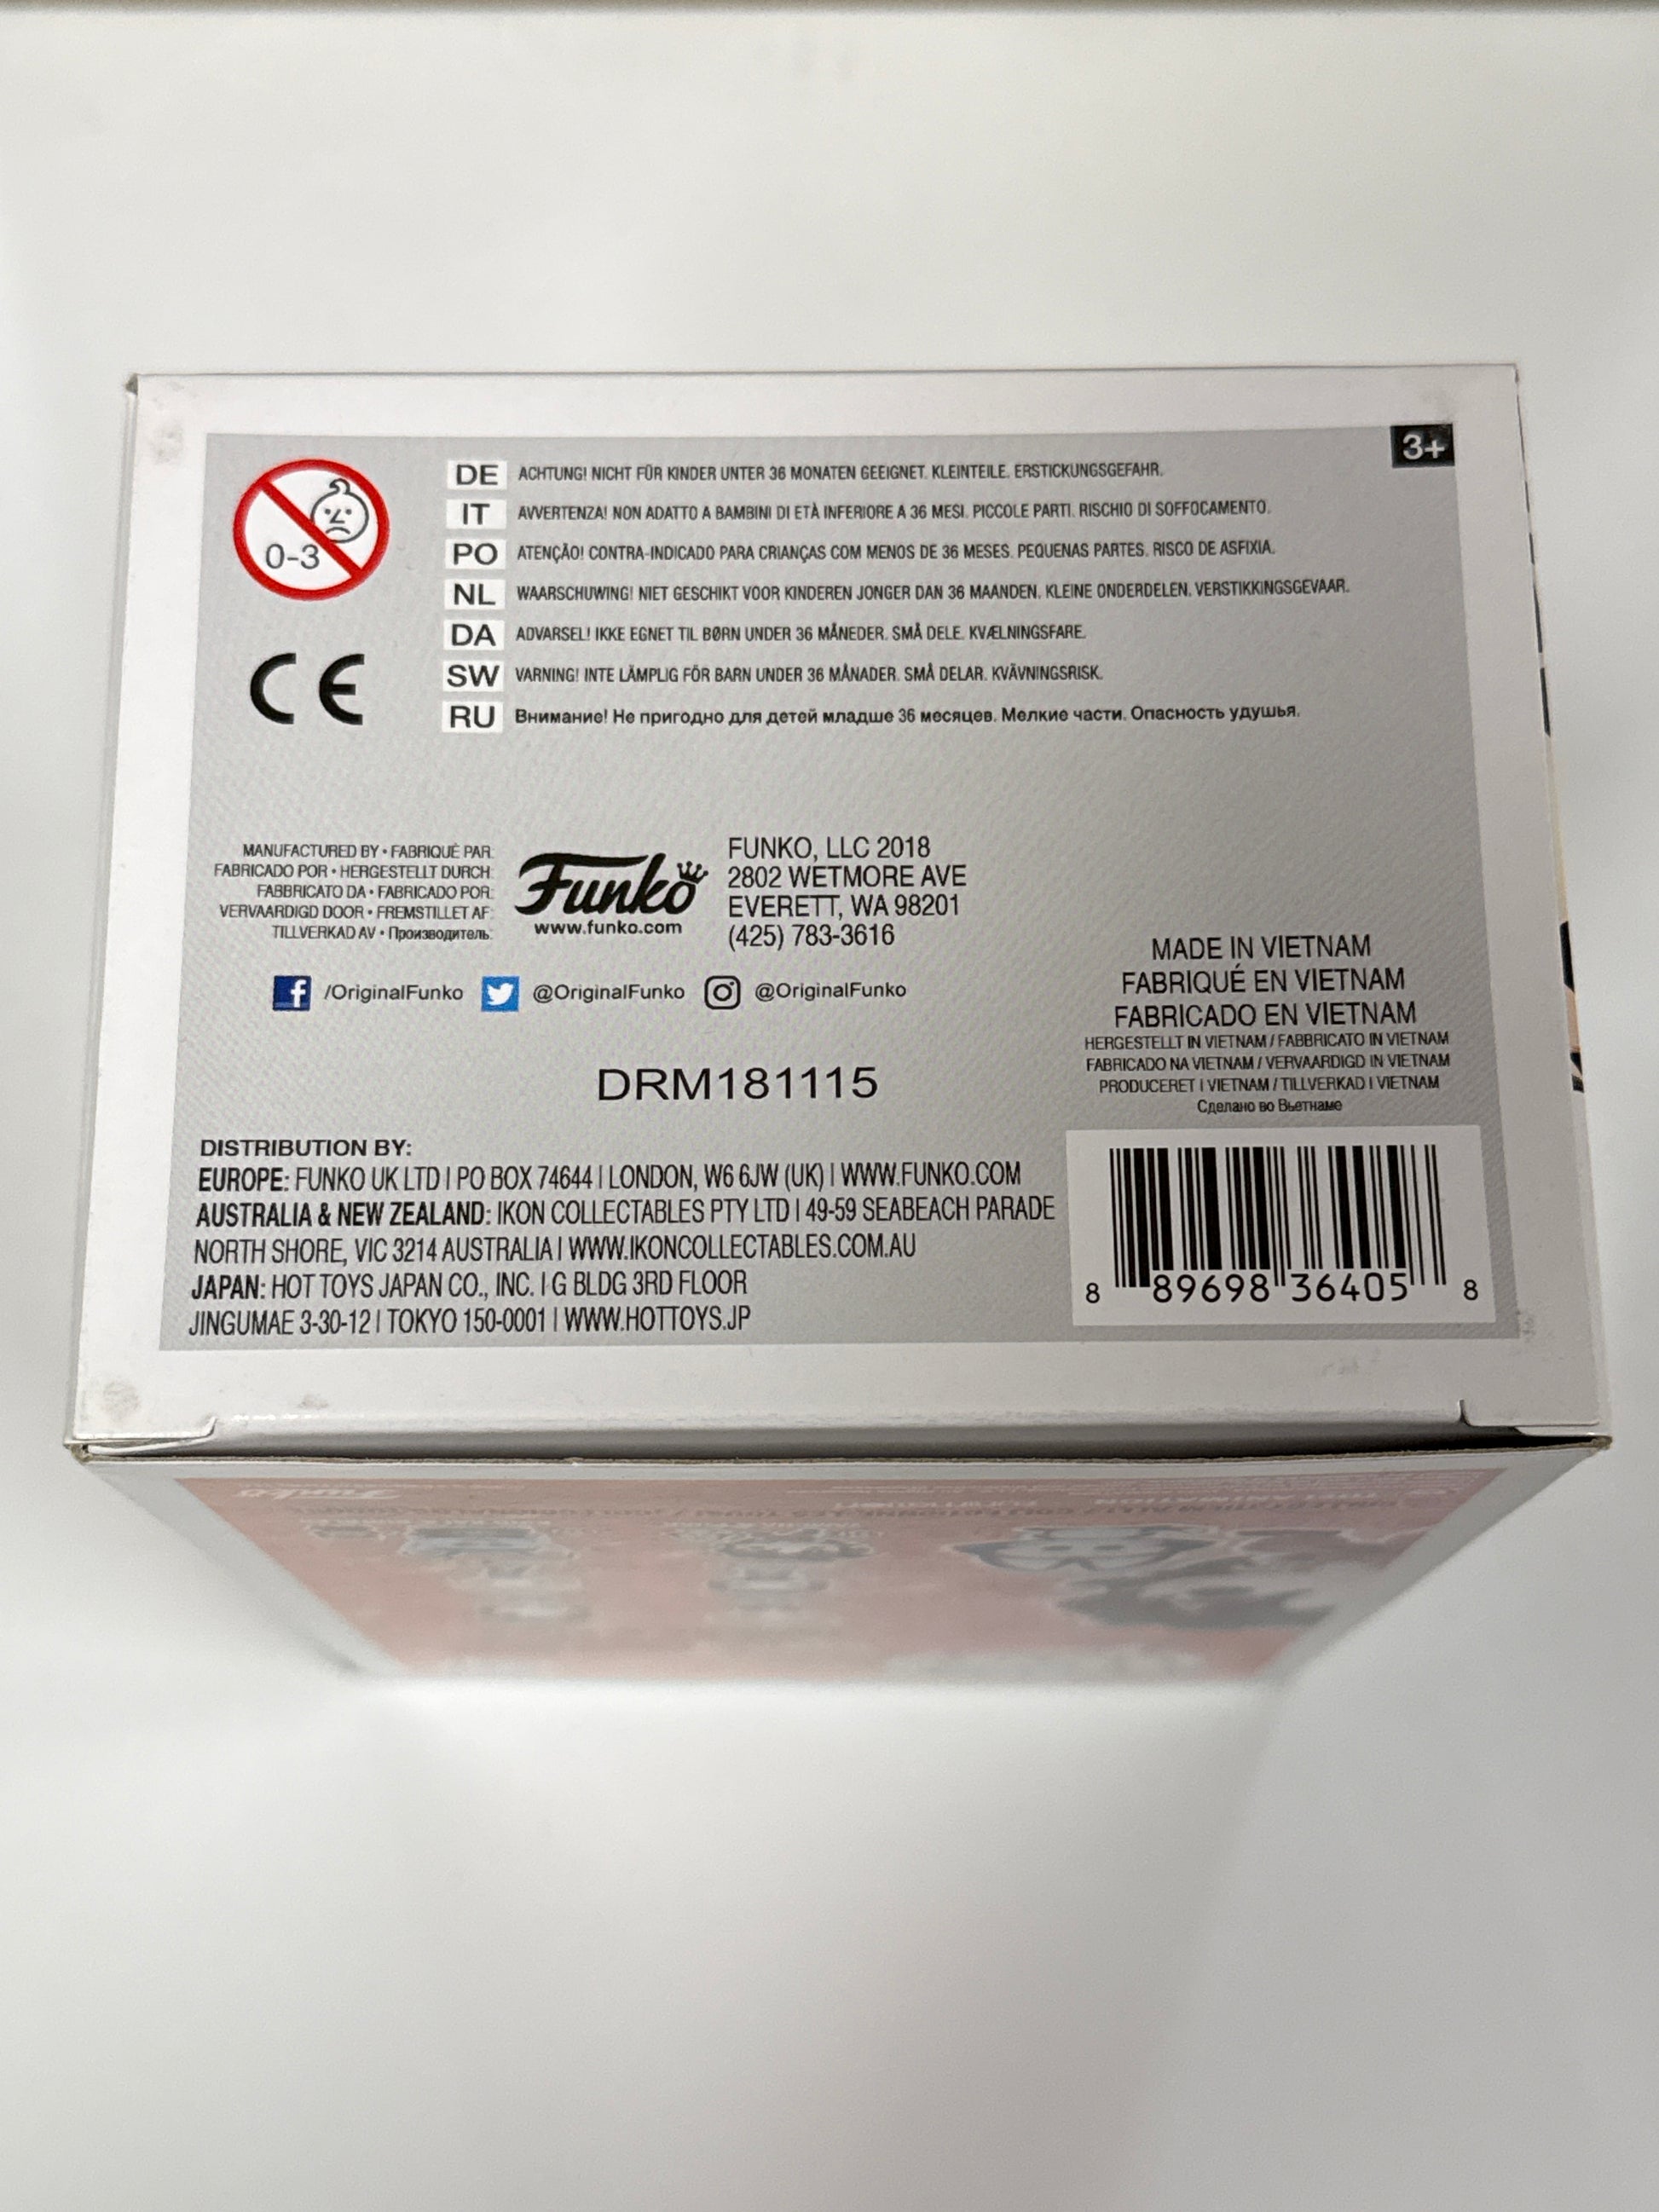 3+
0-3
CE
DE ACHTUNG! NICHT FÜR KINDER UNTER 36 MONATEN GEEIGNET. KLEINTEILE. ERSTICKUNGSGEFAHR.
IT AVVERTENZA! NON ADATTO A BAMBINI DI ETÀ INFERIORE A 36 MESI. PICCOLE PARTI. RISCHIO DI SOFFOCAMENTO.
PO ATENÇÃO! CONTRA-INDICADO PARA CRIANÇAS COM MENOS DE 36 MESES. PEQUENAS PARTES. RISCO DE ASFIXIA.
NL WAARSCHUWING! NIET GESCHIKT VOOR KINDEREN JONGER DAN 36 MAANDEN. KLEINE ONDERDELEN. VERSTIKKINGSGEVAAR.
DA ADVARSEL! IKKE EGNET TIL BØRN UNDER 36 MÅNEDER. SMÅ DELE. KVÆLNINGSFARE.
SW VARNING! INTE LÄMPLIG FÖR BARN UNDER 36 MÅNADER. SMÅ DELAR. KVÄVNINGSRISK.
RU Внимание! Не пригодно для детей младше 36 месяцев. Мелкие части. Опасность удушья.
MANUFACTURED BY • FABRIQUÉ PAR:
FABRICADO POR • HERGESTELLT DURCH:
FABBRICATO DA • FABRICADO POR:
VERVAARDIGD DOOR • FREMSTILLET AF:
TILLVERKAD AV • Производитель:
Funko
www.funko.com
FUNKO, LLC 2018
2802 WETMORE AVE
EVERETT, WA 98201
(425) 783-3616
/OriginalFunko @OriginalFunko @OriginalFunko
MADE IN VIETNAM
FABRIQUÉ EN VIETNAM
FABRICADO EN VIETNAM
HERGESTELLT IN VIETNAM / FABBRICATO IN VIETNAM
FABRICADO NA VIETNAM / VERVAARDIGD IN VIETNAM
PRODUCERET I VIETNAM / TILLVERKAD I VIETNAM
Сделано во Вьетнаме
DRM181115
DISTRIBUTION BY:
EUROPE: FUNKO UK LTD | PO BOX 74644 | LONDON, W6 6JW (UK) | WWW.FUNKO.COM
AUSTRALIA & NEW ZEALAND: IKON COLLECTABLES PTY LTD | 49-59 SEABEACH PARADE
NORTH SHORE, VIC 3214 AUSTRALIA | WWW.IKONCOLLECTABLES.COM.AU
JAPAN: HOT TOYS JAPAN CO., INC. | G BLDG 3RD FLOOR
JINGUMAE 3-30-12 | TOKYO 150-0001 | WWW.HOTTOYS.JP
8 89698 36405 8
Funko